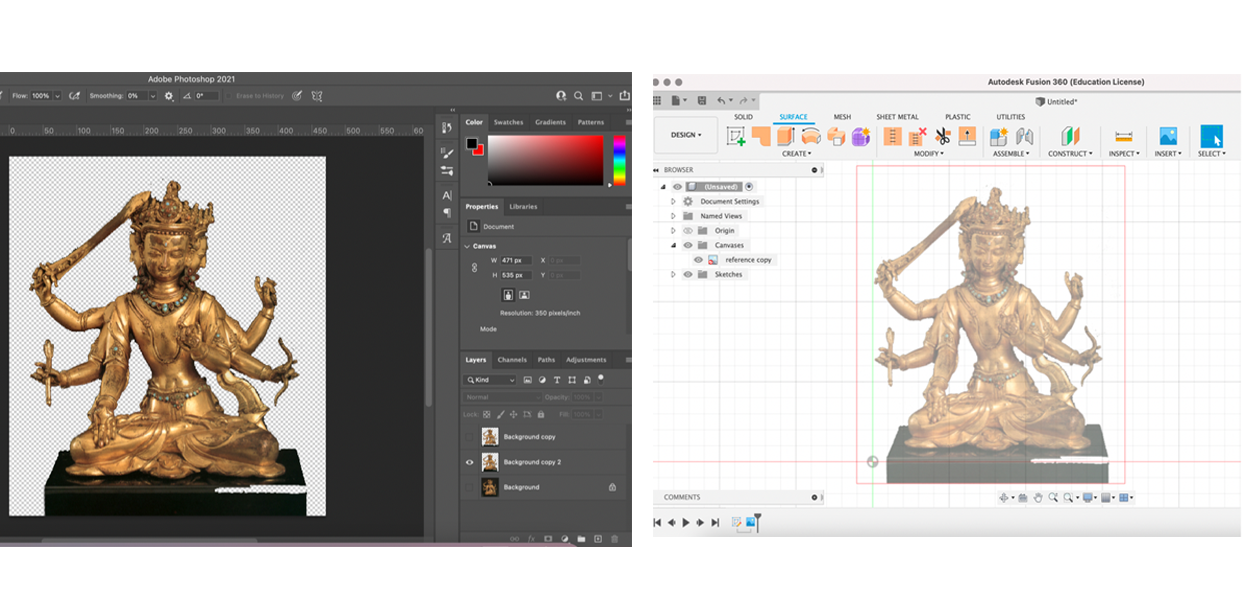 Adobe Photoshop 2021
Flow: 100% Smoothing: 0% 0° Erase to History
0 50 100 150 200 250 300 350 400 450 500 550 60
Color Swatches Gradients Patterns
Properties Libraries
Document
Canvas
W 471 px X 0 px
H 535 px Y 0 px
Resolution: 360 pixels/inch
Mode
Layers Channels Paths Adjustments
Kind
Normal Opacity: 100%
Lock: Fill: 100%
Background copy
Background copy 2
Background
fx
Autodesk Fusion 360 (Education License)
Untitled*
SOLID SURFACE MESH SHEET METAL PLASTIC UTILITIES
DESIGN
CREATE MODIFY ASSEMBLE CONSTRUCT INSPECT INSERT SELECT
BROWSER
(Unsaved)
Document Settings
Named Views
Origin
Canvases
reference copy
Sketches
COMMENTS